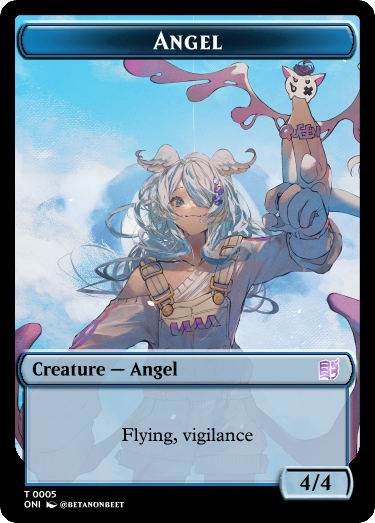 Angel
Creature — Angel
Flying, vigilance
4/4
T 0005
ONI @BETANONBEET